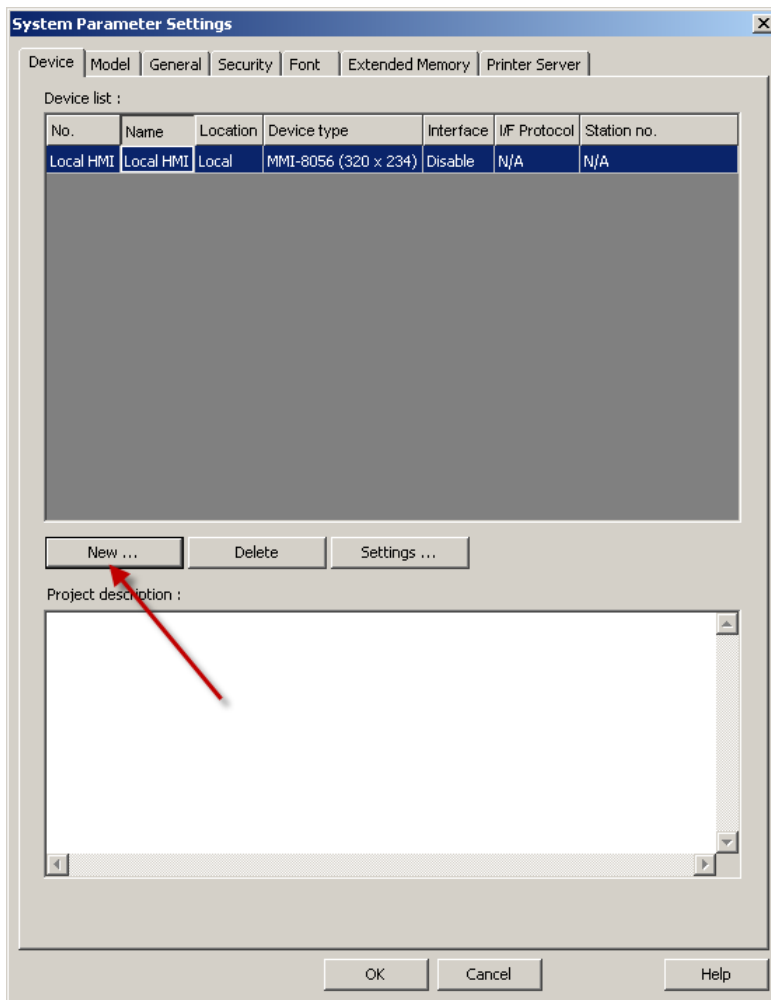 System Parameter Settings
Device Model General Security Font Extended Memory Printer Server
Device list :
No. Name Location Device type Interface I/F Protocol Station no.
Local HMI Local HMI Local MMI-8056 (320 x 234) Disable N/A N/A
New ... Delete Settings ...
Project description :
OK Cancel Help